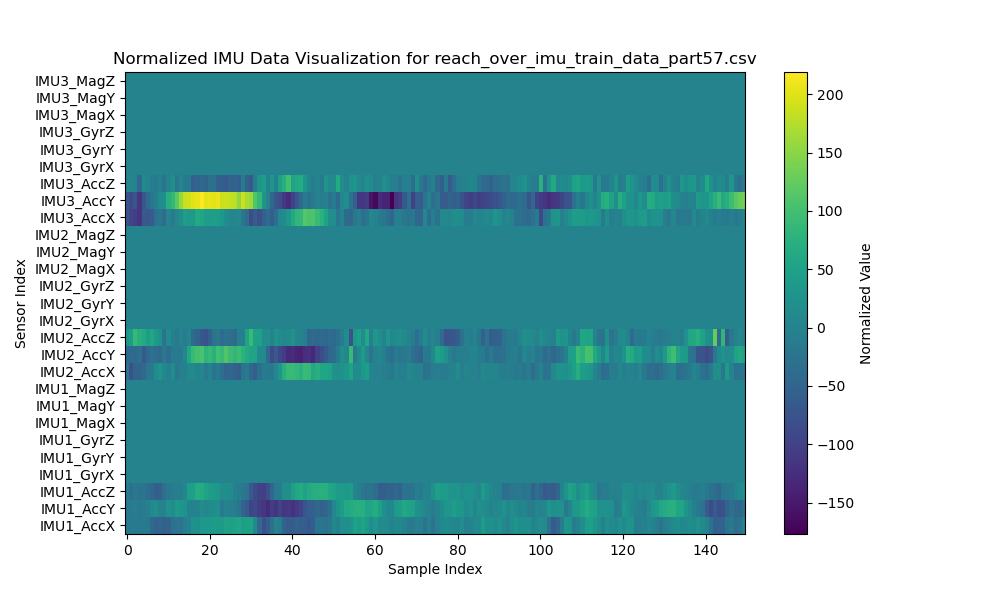 Normalized IMU Data Visualization for reach_over_imu_train_data_part57.csv
Sensor Index
IMU3_MagZ
IMU3_MagY
IMU3_MagX
IMU3_GyrZ
IMU3_GyrY
IMU3_GyrX
IMU3_AccZ
IMU3_AccY
IMU3_AccX
IMU2_MagZ
IMU2_MagY
IMU2_MagX
IMU2_GyrZ
IMU2_GyrY
IMU2_GyrX
IMU2_AccZ
IMU2_AccY
IMU2_AccX
IMU1_MagZ
IMU1_MagY
IMU1_MagX
IMU1_GyrZ
IMU1_GyrY
IMU1_GyrX
IMU1_AccZ
IMU1_AccY
IMU1_AccX
0 20 40 60 80 100 120 140
Sample Index
200
150
100
50
0
−50
−100
−150
Normalized Value